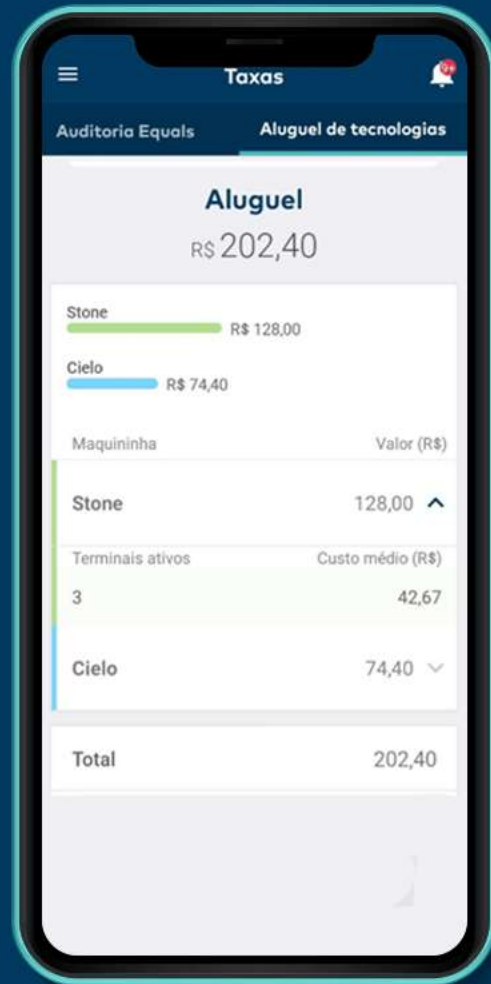 Taxas
9+
Auditoria Equals Aluguel de tecnologias
Aluguel
R$ 202,40
Stone
R$ 128,00
Cielo
R$ 74,40
Maquininha Valor (R$)
Stone 128,00
Terminais ativos Custo médio (R$)
3 42,67
Cielo 74,40
Total 202,40